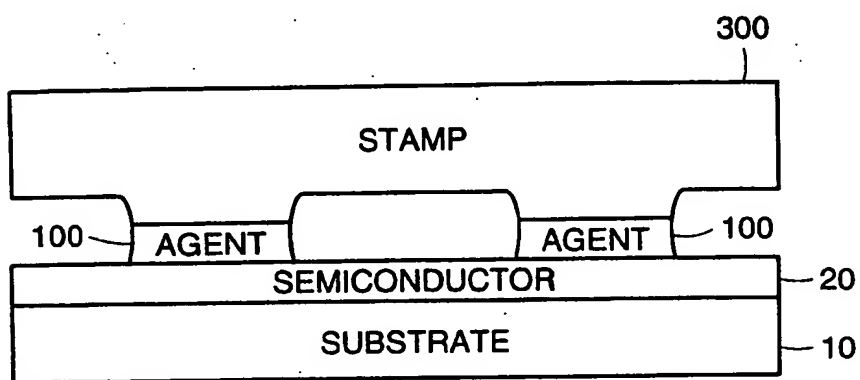 300
STAMP
100 AGENT AGENT 100
SEMICONDUCTOR 20
SUBSTRATE 10